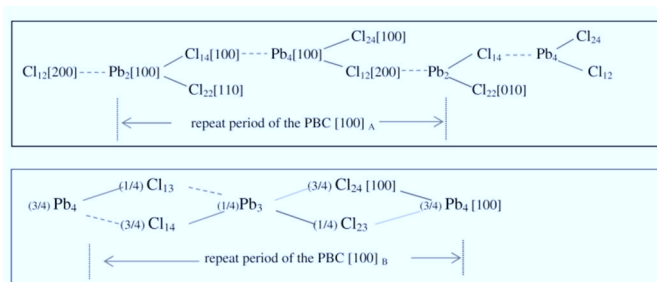 Cl24[100] Cl24
Cl14[100] Pb4[100] Cl14 Pb4
Cl12[200] Pb2[100] Cl12[200] Pb2 Cl12
Cl22[110] Cl22[010]
repeat period of the PBC [100] A
(1/4) Cl13 (3/4) Cl24 [100]
(3/4) Pb4 (1/4)Pb3 (3/4) Pb4 [100]
(3/4) Cl14 (1/4) Cl23
repeat period of the PBC [100] B